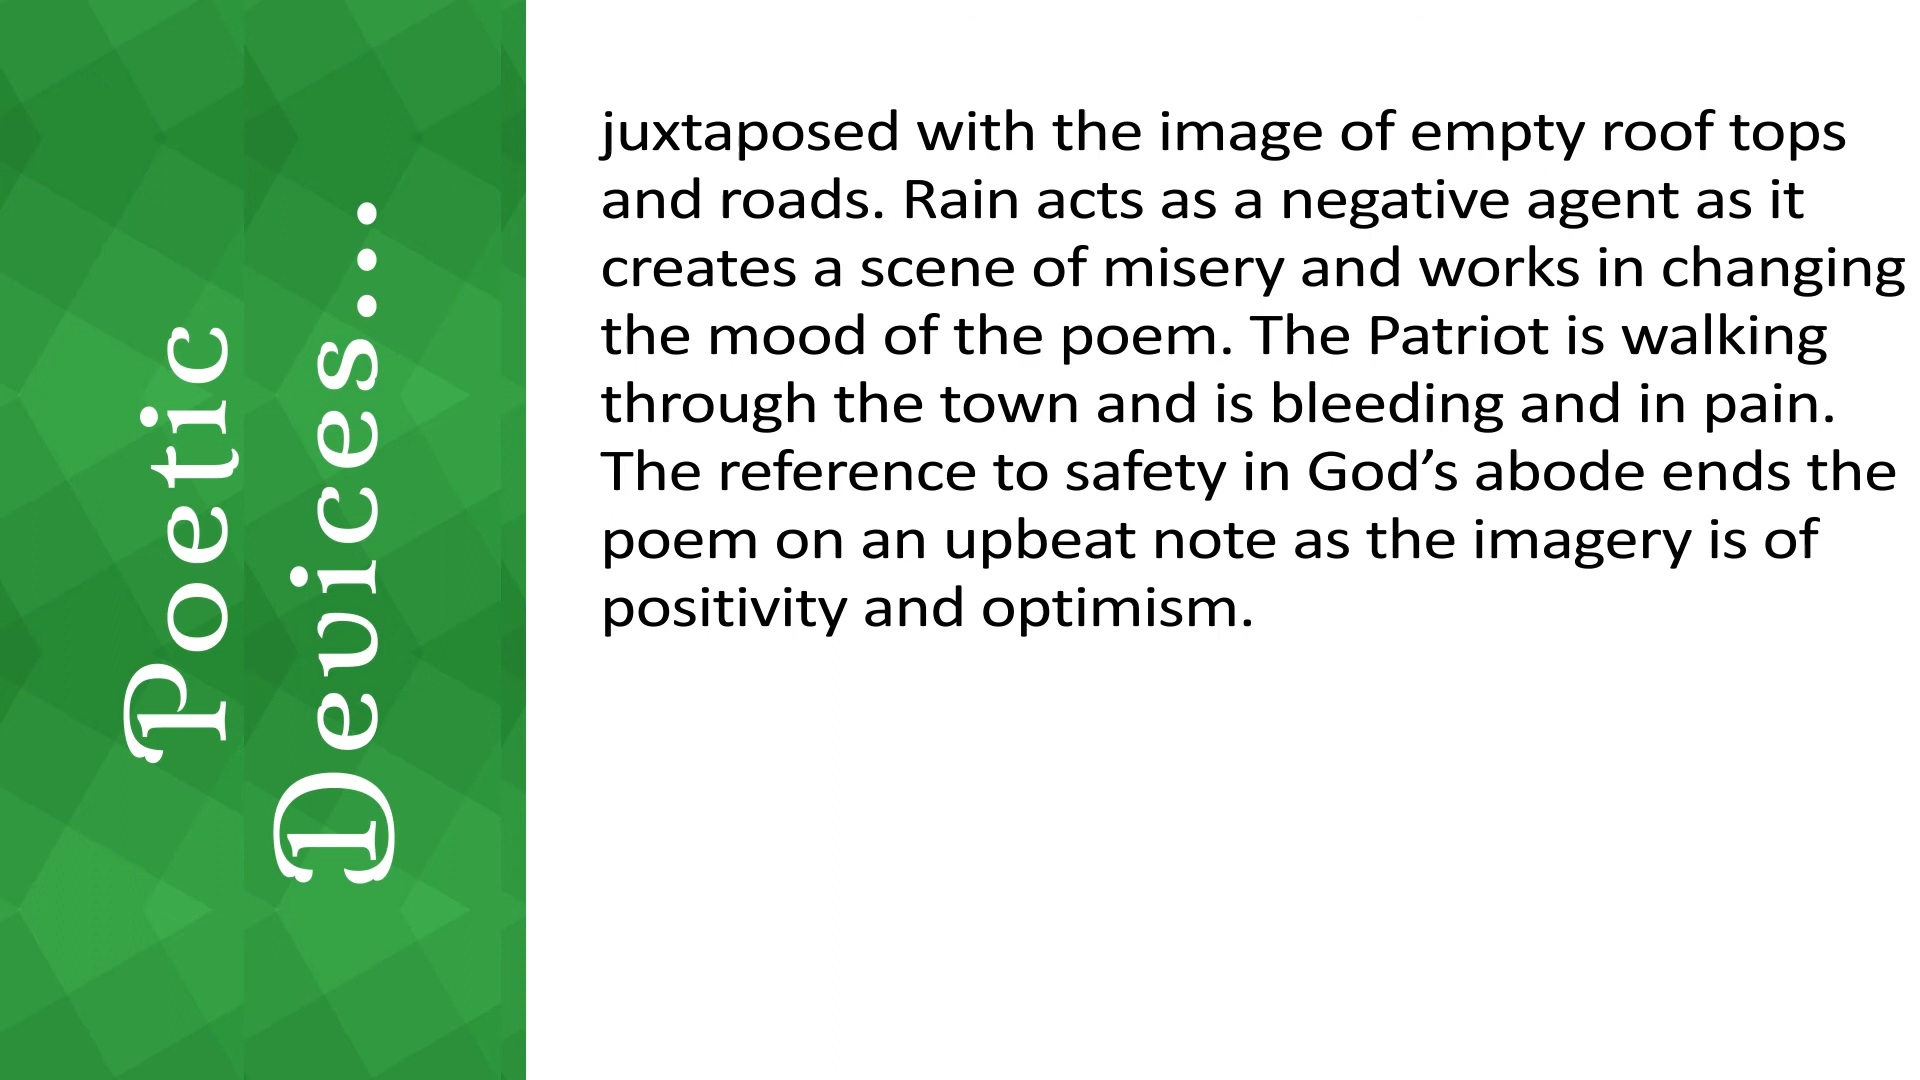 Poetic
Devices...
juxtaposed with the image of empty roof tops
and roads. Rain acts as a negative agent as it
creates a scene of misery and works in changing
the mood of the poem. The Patriot is walking
through the town and is bleeding and in pain.
The reference to safety in God’s abode ends the
poem on an upbeat note as the imagery is of
positivity and optimism.